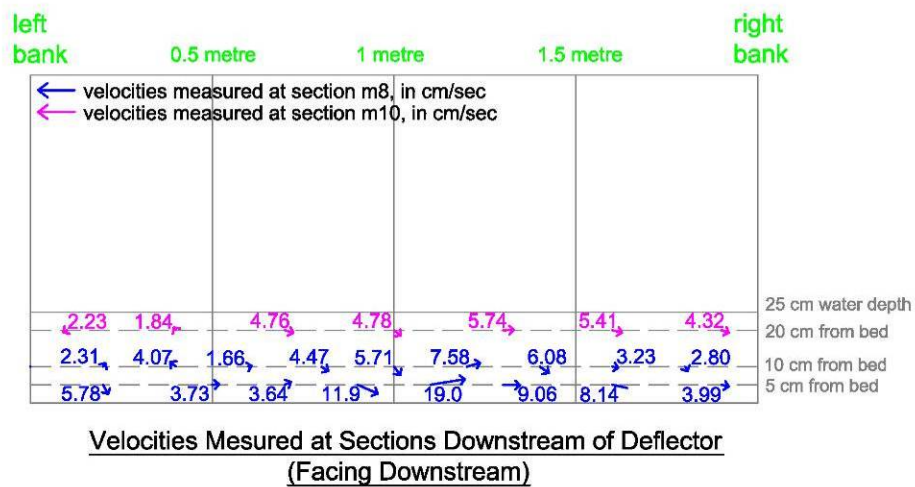 left bank
0.5 metre
1 metre
1.5 metre
right bank
velocities measured at section m8, in cm/sec
velocities measured at section m10, in cm/sec
25 cm water depth
2.23 1.84 4.76 4.78 5.74 5.41 4.32
20 cm from bed
2.31 4.07 1.66 4.47 5.71 7.58 6.08 3.23 2.80
10 cm from bed
5 cm from bed
5.78 3.73 3.64 11.9 19.0 9.06 8.14 3.99
Velocities Mesured at Sections Downstream of Deflector
(Facing Downstream)